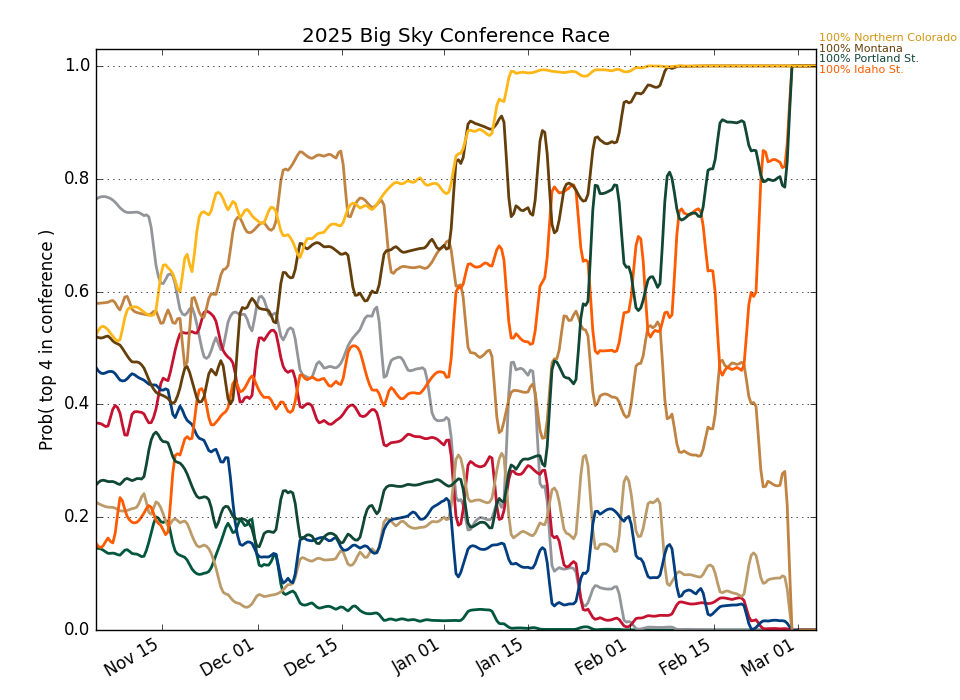 2025 Big Sky Conference Race
100% Northern Colorado
100% Montana
100% Portland St.
100% Idaho St.
Prob( top 4 in conference )
1.0
0.8
0.6
0.4
0.2
0.0
Nov 15
Dec 01
Dec 15
Jan 01
Jan 15
Feb 01
Feb 15
Mar 01